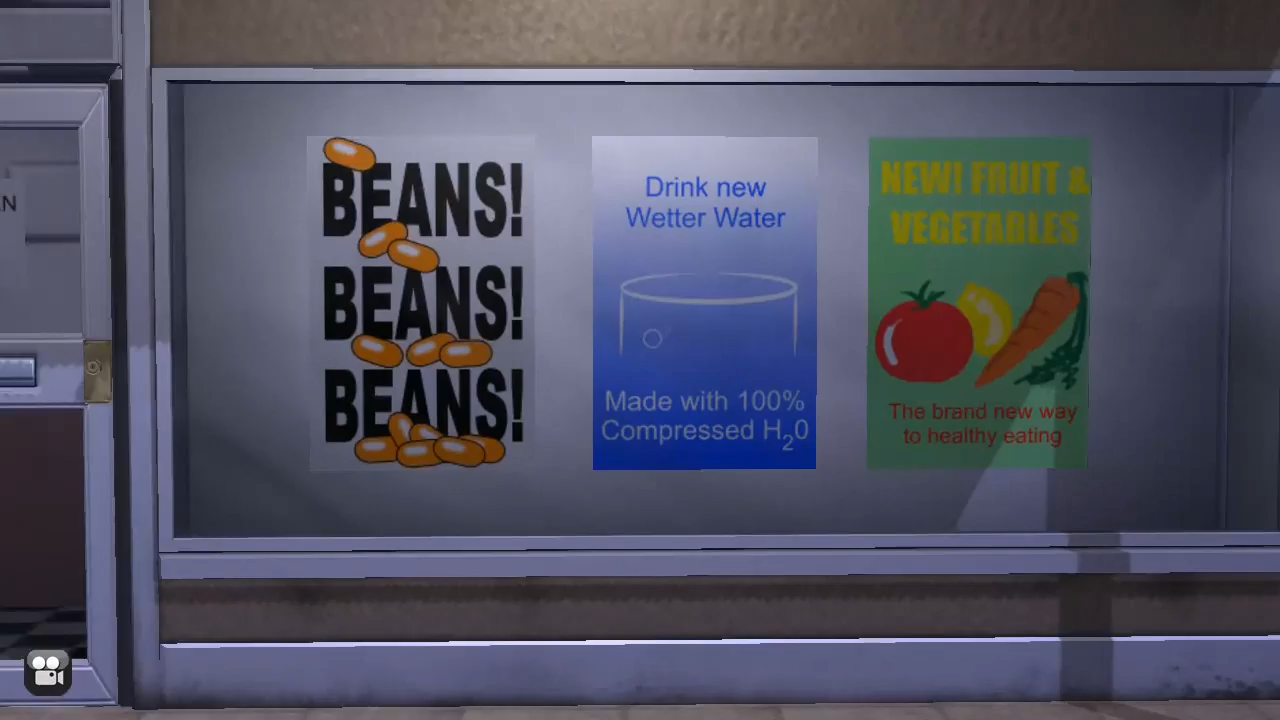 BEANS!
BEANS!
BEANS!
Drink new
Wetter Water
Made with 100%
Compressed H20
NEW! FRUIT &
VEGETABLES
The brand new way
to healthy eating